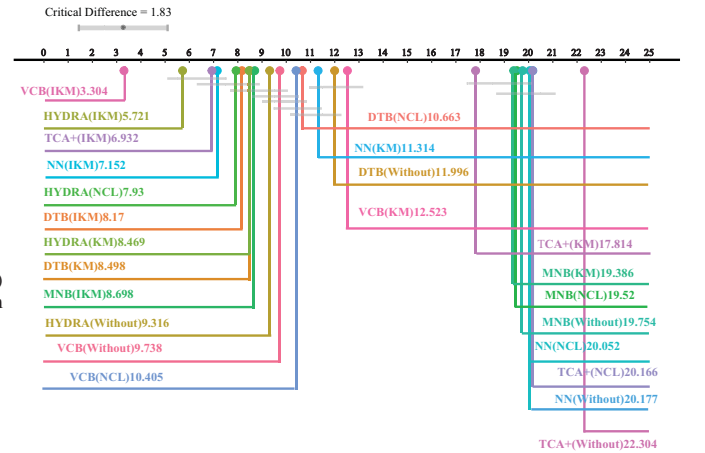 Critical Difference = 1.83
0 1 2 3 4 5 6 7 8 9 10 11 12 13 14 15 16 17 18 19 20 21 22 23 24 25
VCB(IKM)3.304
HYDRA(IKM)5.721
TCA+(IKM)6.932
NN(IKM)7.152
HYDRA(NCL)7.93
DTB(IKM)8.17
HYDRA(KM)8.469
DTB(KM)8.498
MNB(IKM)8.698
HYDRA(Without)9.316
VCB(Without)9.738
VCB(NCL)10.405
DTB(NCL)10.663
NN(KM)11.314
DTB(Without)11.996
VCB(KM)12.523
TCA+(KM)17.814
MNB(KM)19.386
MNB(NCL)19.52
MNB(Without)19.754
NN(NCL)20.052
TCA+(NCL)20.166
NN(Without)20.177
TCA+(Without)22.304
)